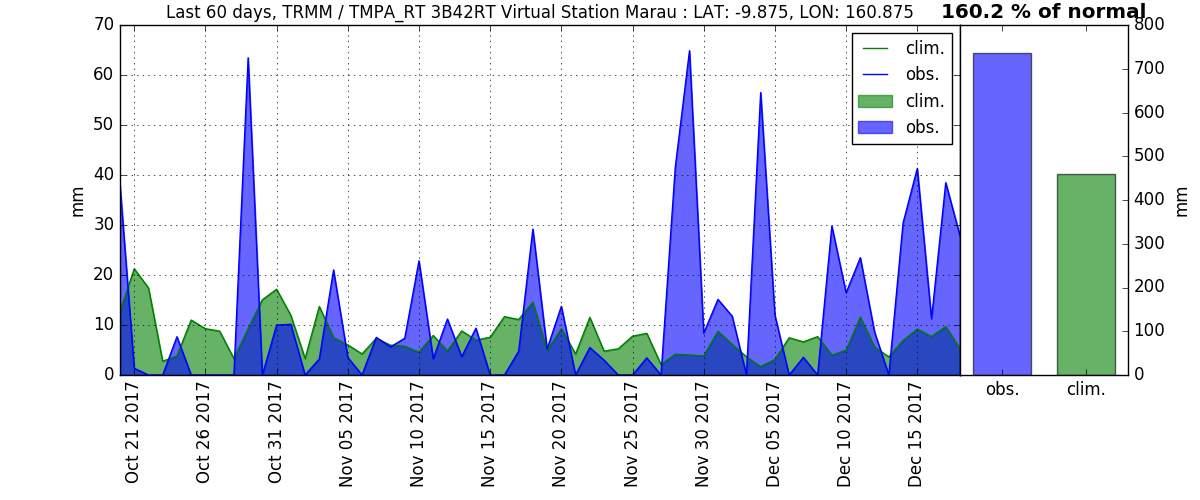 Last 60 days, TRMM / TMPA_RT 3B42RT Virtual Station Marau : LAT: -9.875, LON: 160.875
160.2 % of normal
70
60
50
40
30
20
10
0
mm
clim.
obs.
clim.
obs.
800
700
600
500
400
300
200
100
0
mm
Oct 21 2017
Oct 26 2017
Oct 31 2017
Nov 05 2017
Nov 10 2017
Nov 15 2017
Nov 20 2017
Nov 25 2017
Nov 30 2017
Dec 05 2017
Dec 10 2017
Dec 15 2017
obs.
clim.